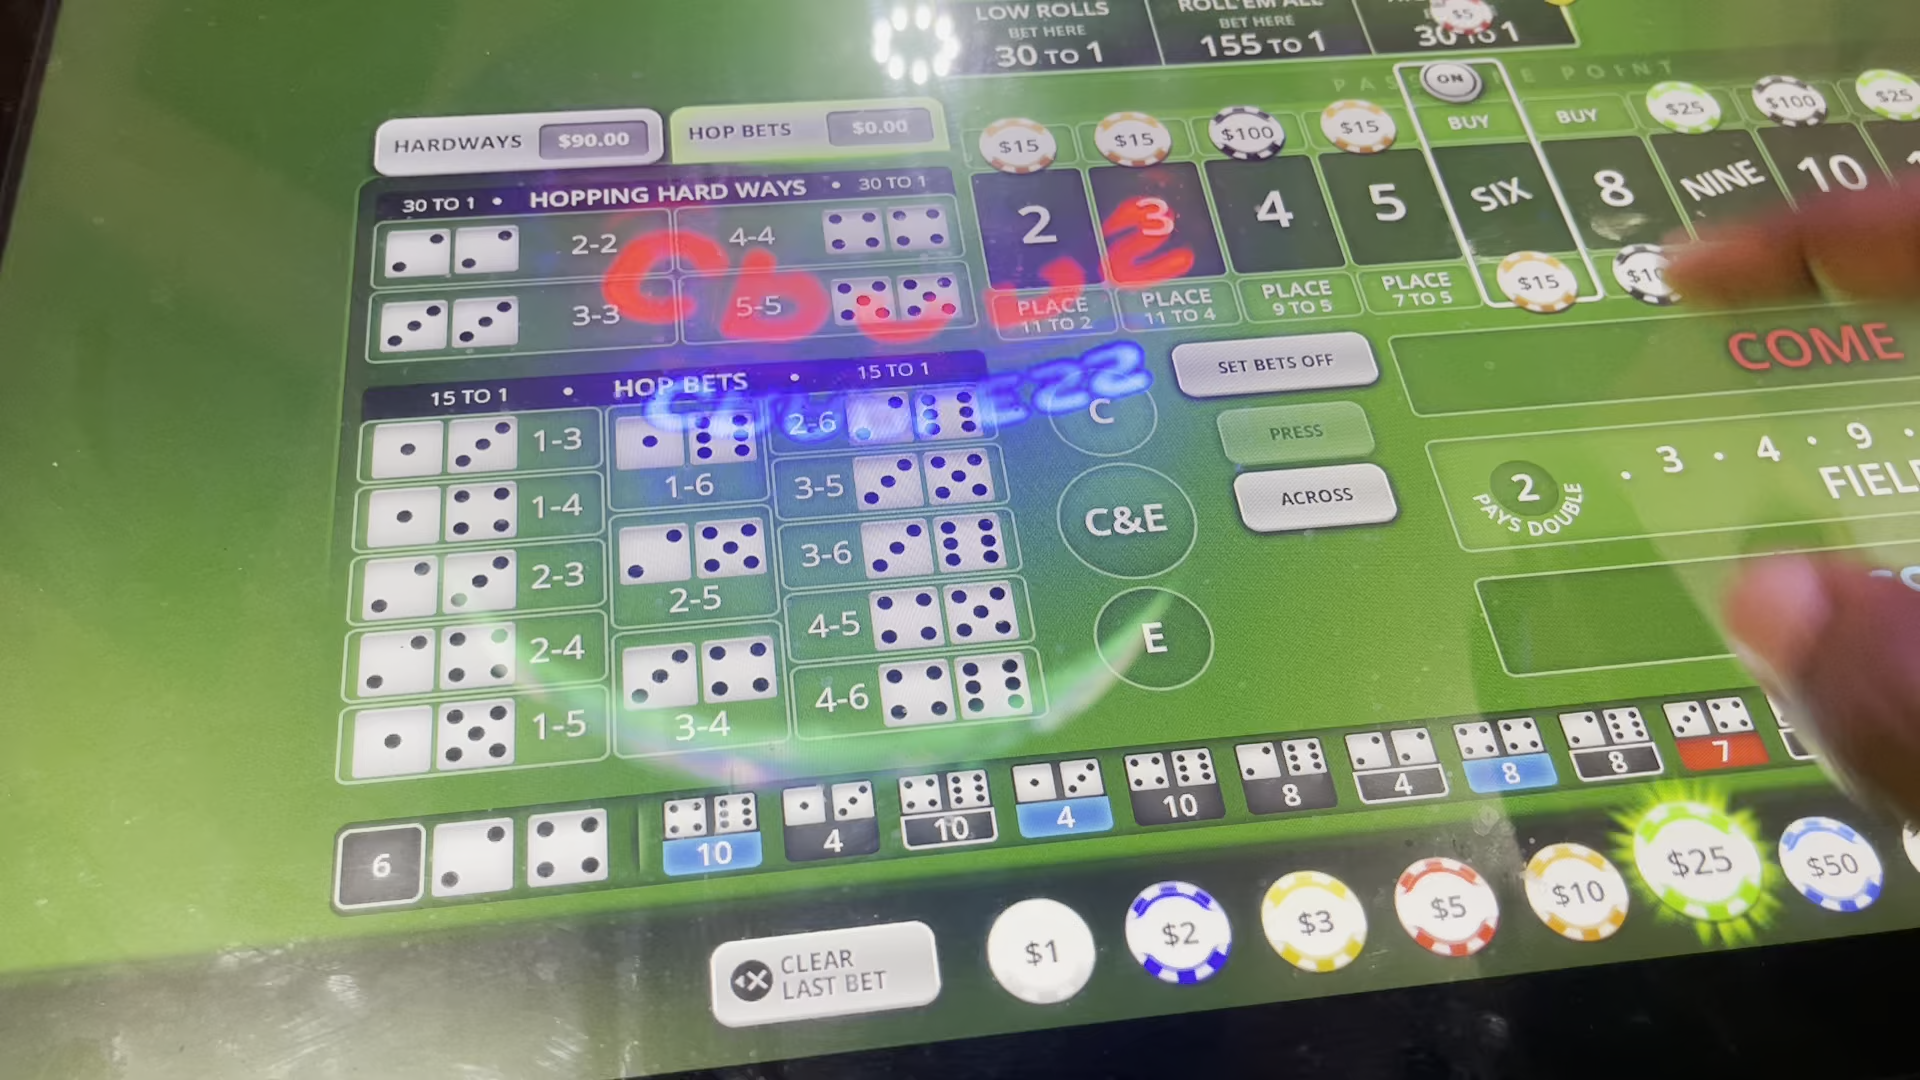 LOW ROLLS
BET HERE
30 TO 1
ROLL'EM ALL
BET HERE
155 TO 1
30 TO 1
$5
HARDWAYS $90.00
HOP BETS $0.00
30 TO 1 • HOPPING HARD WAYS • 30 TO 1
2-2
4-4
3-3
5-5
15 TO 1 • HOP BETS • 15 TO 1
1-3
1-4
2-3
2-4
1-5
1-6
2-5
3-4
2-6
3-5
3-6
4-5
4-6
C
C&E
E
ON
$15 $15 $100 $15 BUY BUY $25 $100 $25
2 3 4 5 SIX 8 NINE 10
PLACE
11 TO 2
PLACE
11 TO 4
PLACE
9 TO 5
PLACE
7 TO 5
$15
SET BETS OFF
PRESS
ACROSS
COME
2
PAYS DOUBLE
· 3 · 4 · 9 ·
6 10 4 10 4 10 8 4 8 8 7
CLEAR
LAST BET
$1 $2 $3 $5 $10 $25 $50